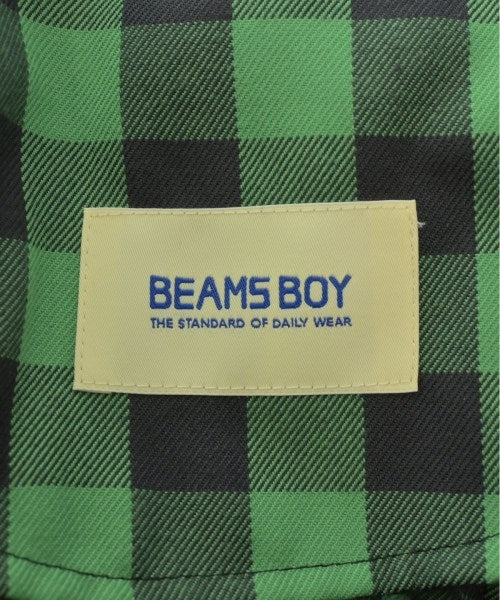 BEAMS BOY
THE STANDARD OF DAILY WEAR